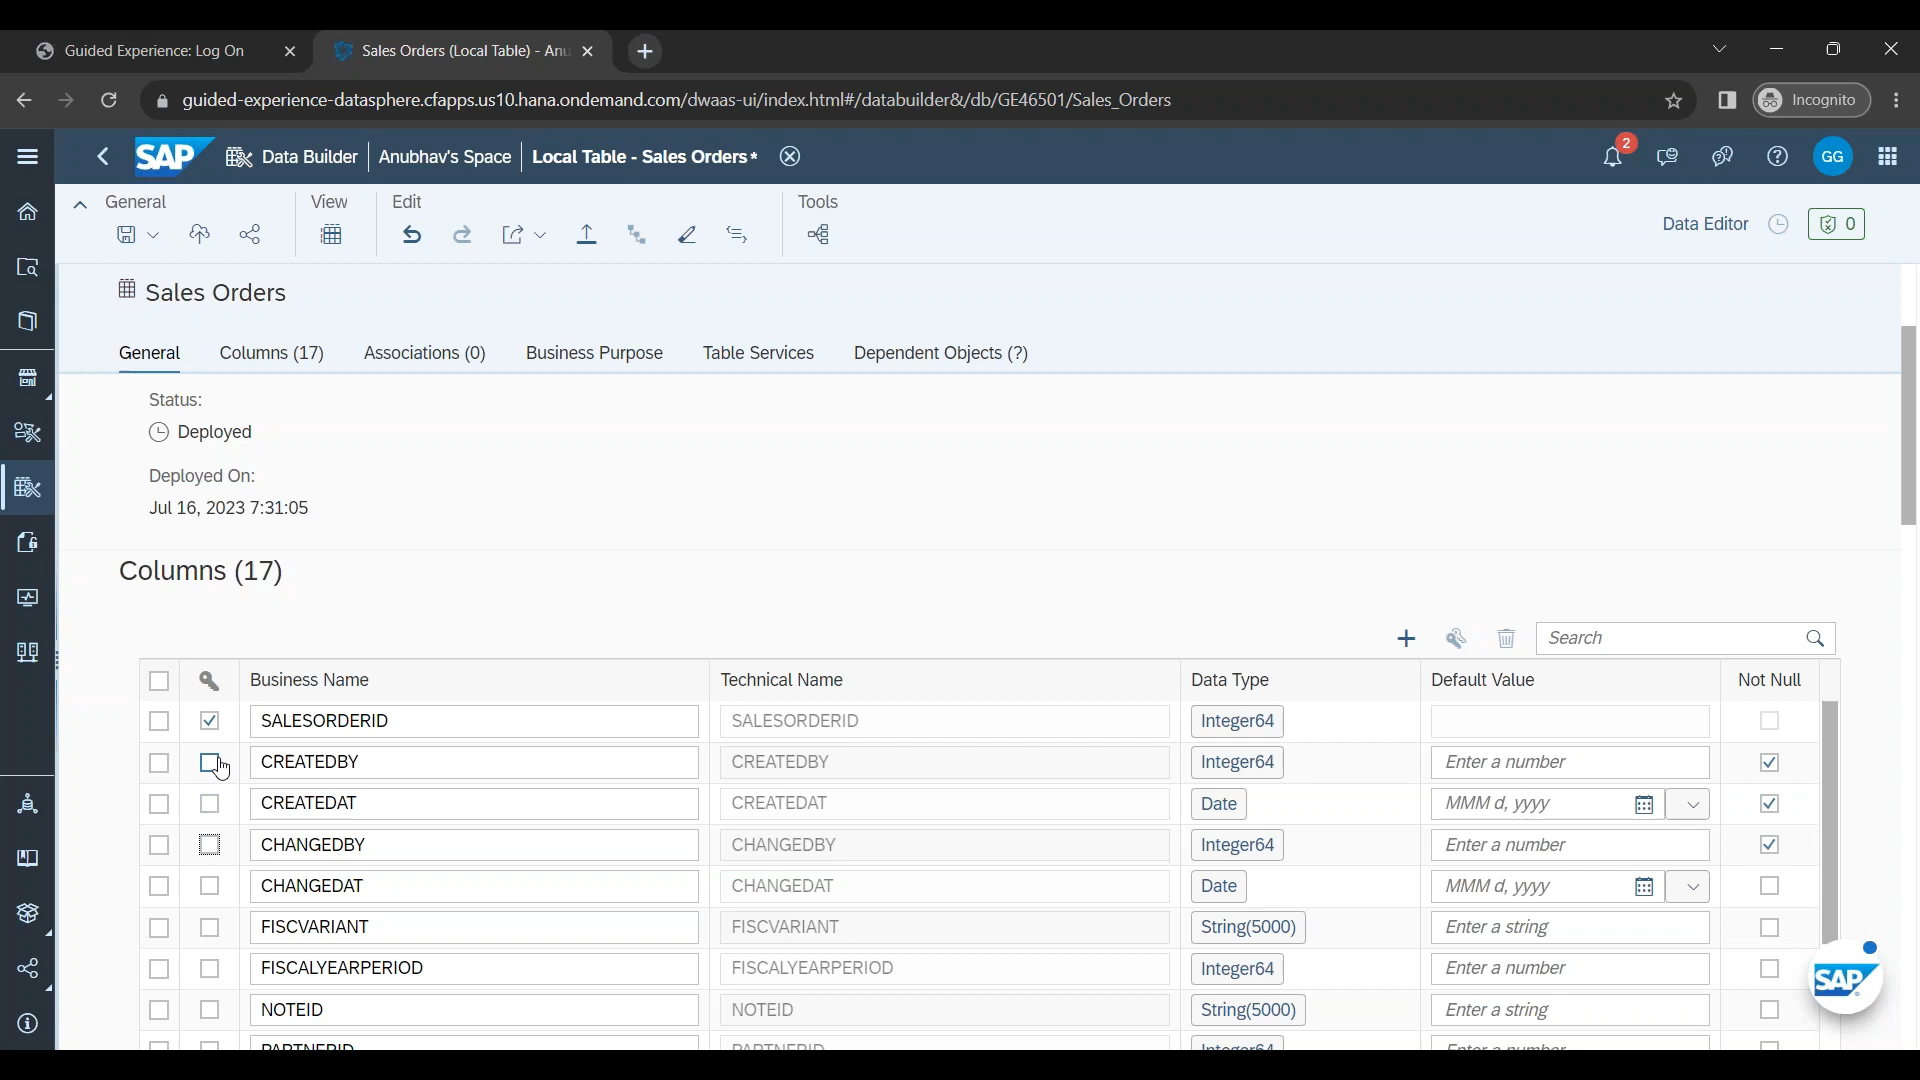 Guided Experience: Log On
Sales Orders (Local Table) - Anu
guided-experience-datasphere.cfapps.us10.hana.ondemand.com/dwaas-ui/index.html#/databuilder&/db/GE46501/Sales_Orders
Incognito
SAP
Data Builder
Anubhav's Space
Local Table - Sales Orders*
2
GG
General
View
Edit
Tools
Data Editor
0
Sales Orders
General
Columns (17)
Associations (0)
Business Purpose
Table Services
Dependent Objects (?)
Status:
Deployed
Deployed On:
Jul 16, 2023 7:31:05
Columns (17)
Search
Business Name Technical Name Data Type Default Value Not Null
SALESORDERID SALESORDERID Integer64
CREATEDBY CREATEDBY Integer64 Enter a number
CREATEDAT CREATEDAT Date MMM d, yyyy
CHANGEDBY CHANGEDBY Integer64 Enter a number
CHANGEDAT CHANGEDAT Date MMM d, yyyy
FISCVARIANT FISCVARIANT String(5000) Enter a string
FISCALYEARPERIOD FISCALYEARPERIOD Integer64 Enter a number
NOTEID NOTEID String(5000) Enter a string
PARTNERID PARTNERID Integer64 Enter a number
SAP